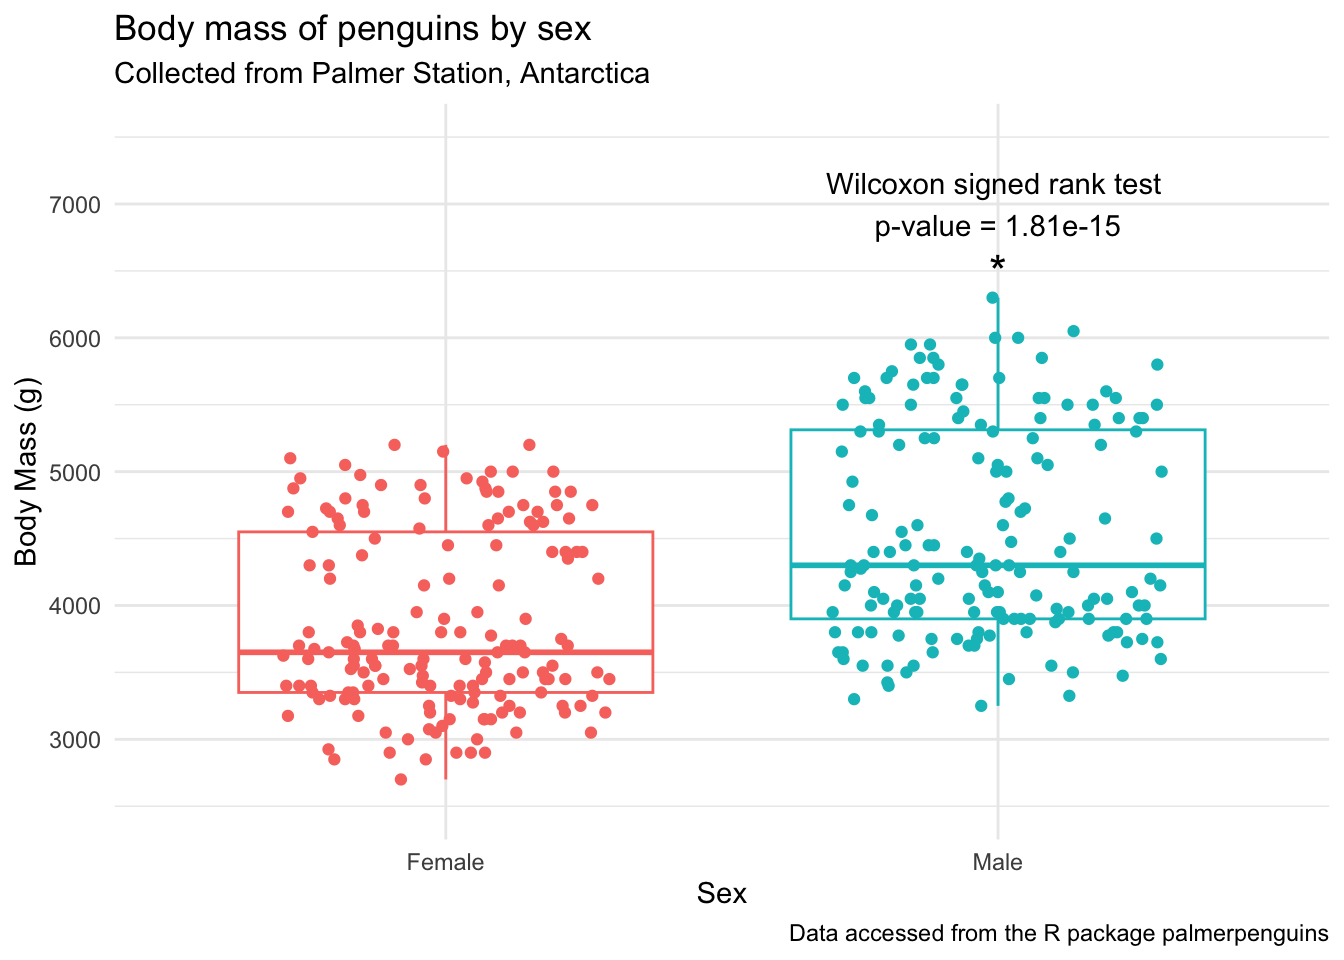 Body mass of penguins by sex
Collected from Palmer Station, Antarctica
Wilcoxon signed rank test
p-value = 1.81e-15
*
7000
6000
5000
4000
3000
Body Mass (g)
Female
Male
Sex
Data accessed from the R package palmerpenguins